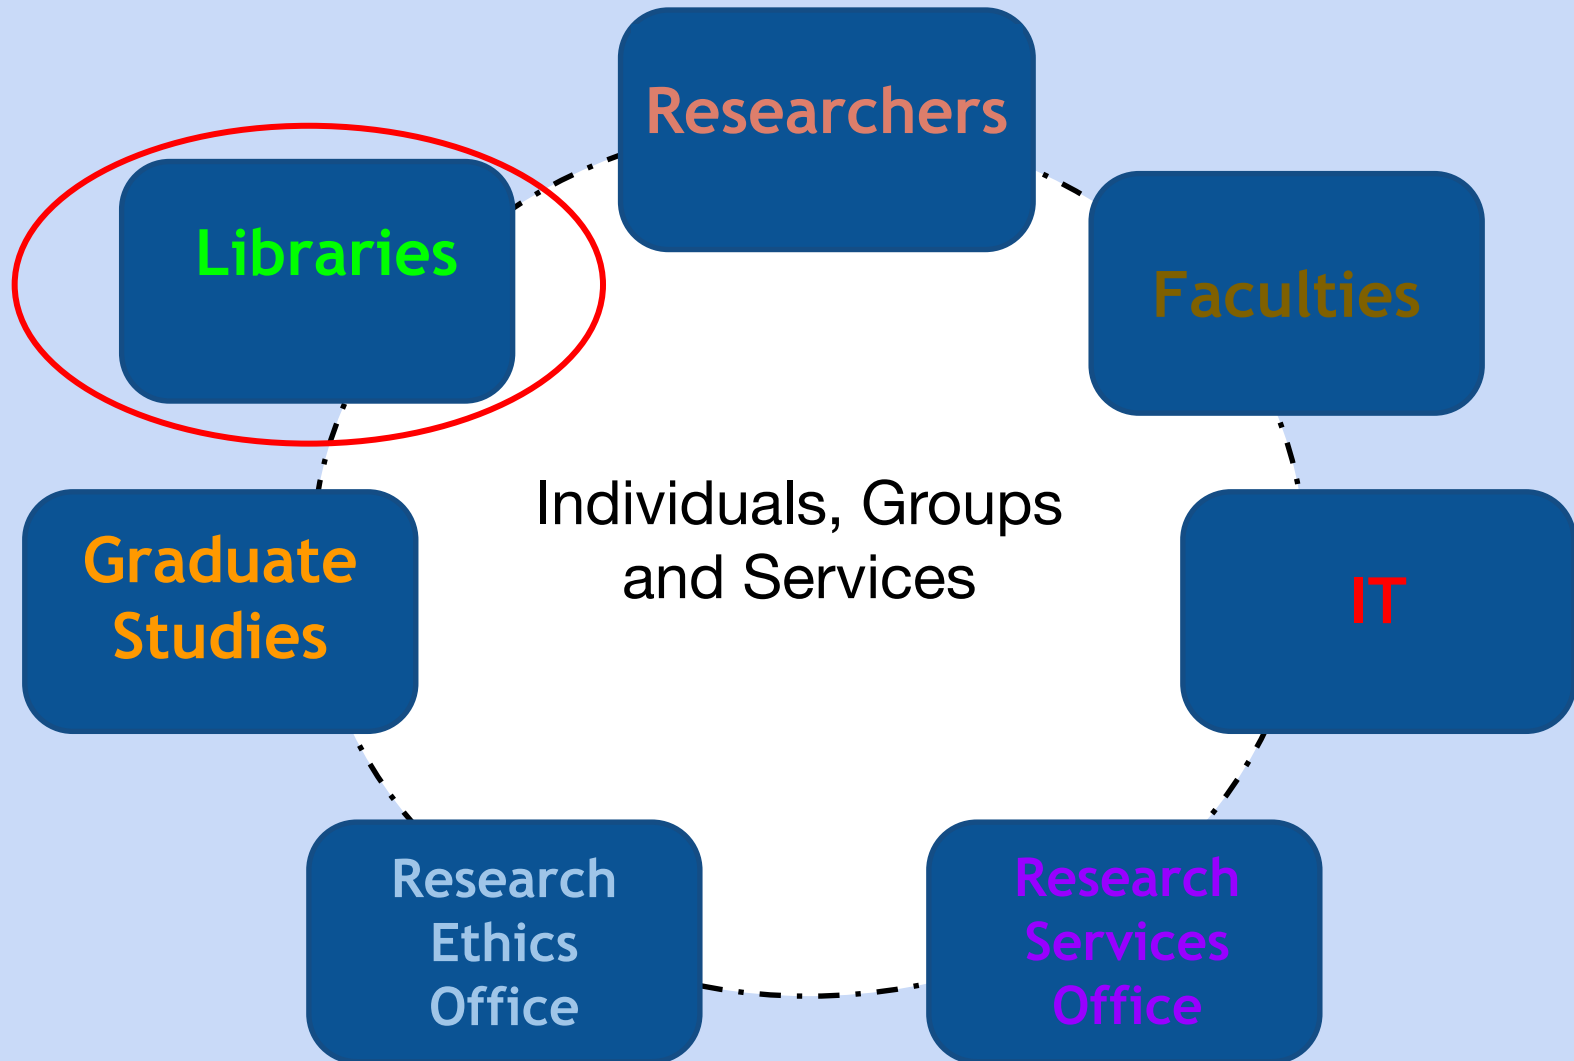 Researchers
Libraries
Faculties
Individuals, Groups
and Services
Graduate
Studies
IT
Research
Ethics
Office
Research
Services
Office